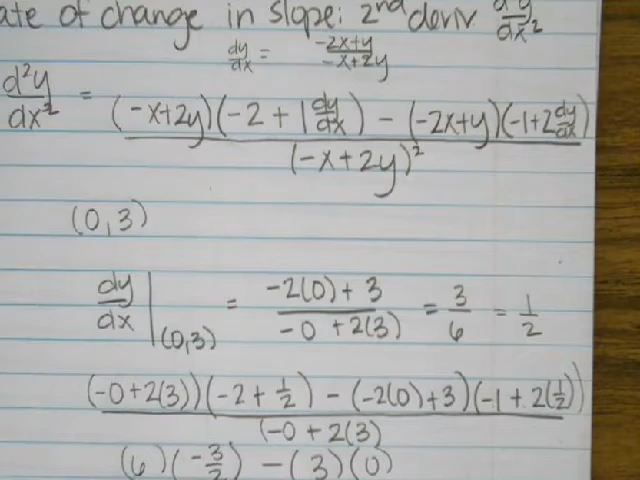 ate of change in slope: 2nd deriv d²y/dx²
dy/dx = (-2x+y)/(-x+2y)
d²y/dx² = ((-x+2y)(-2 + 1 dy/dx) - (-2x+y)(-1+2 dy/dx))/(-x+2y)²
(0,3)
dy/dx|(0,3) = (-2(0)+3)/(-0+2(3)) = 3/6 = 1/2
((-0+2(3))(-2+1/2) - (-2(0)+3)(-1+2(1/2)))/(-0+2(3)
(6)(-3/2) - (3)(0)